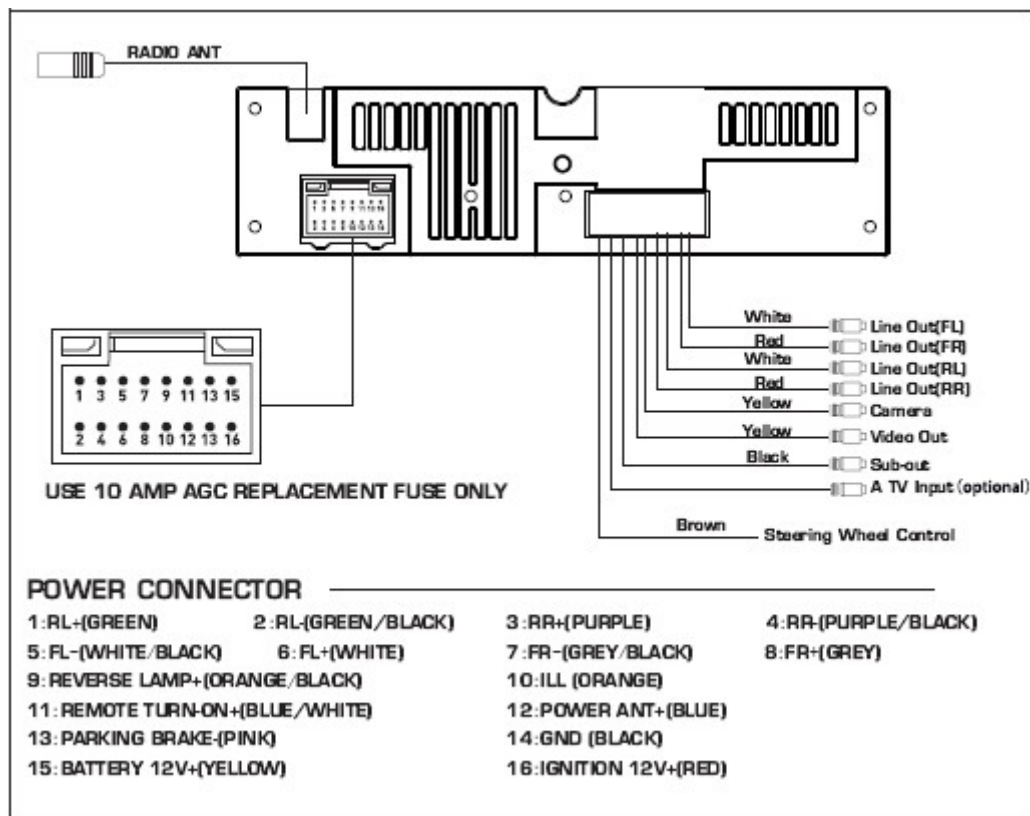 RADIO ANT
White
Line Out(FL)
Red
Line Out(FR)
White
Line Out(RL)
Red
Line Out(RR)
Yellow
Camera
Yellow
Video Out
Black
Sub-out
A TV Input (optional)
Brown
Steering Wheel Control
1 3 5 7 9 11 13 15
2 4 6 8 10 12 13 16
USE 10 AMP AGC REPLACEMENT FUSE ONLY
POWER CONNECTOR
1:RL+(GREEN) 2:RL-(GREEN/BLACK) 3:RR+(PURPLE) 4:RR-(PURPLE/BLACK)
5:FL-(WHITE/BLACK) 6:FL+(WHITE) 7:FR-(GREY/BLACK) 8:FR+(GREY)
9:REVERSE LAMP+(ORANGE/BLACK) 10:ILL (ORANGE)
11:REMOTE TURN-ON+(BLUE/WHITE) 12:POWER ANT+(BLUE)
13:PARKING BRAKE-(PINK) 14:GND (BLACK)
15:BATTERY 12V+(YELLOW) 16:IGNITION 12V+(RED)